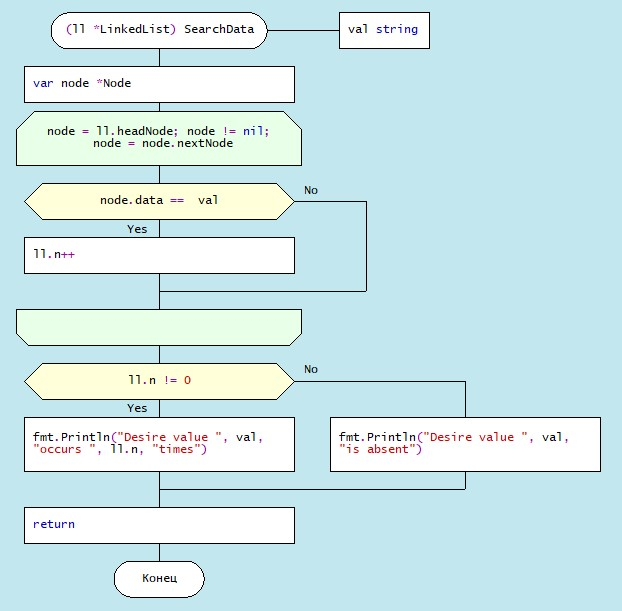 (ll *LinkedList) SearchData
val string
var node *Node
node = ll.headNode; node != nil;
node = node.nextNode
node.data ==  val
No
Yes
ll.n++
ll.n != 0
No
Yes
fmt.Println("Desire value ", val,
"occurs ", ll.n, "times")
fmt.Println("Desire value ", val,
"is absent")
return
Конец